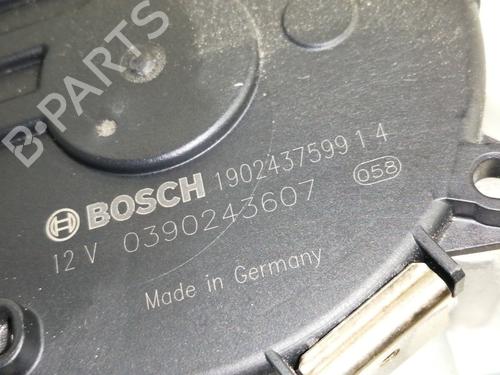 B-PARTS
BOSCH 1902437599 1 4
12 V 0390243607 058
Made in Germany